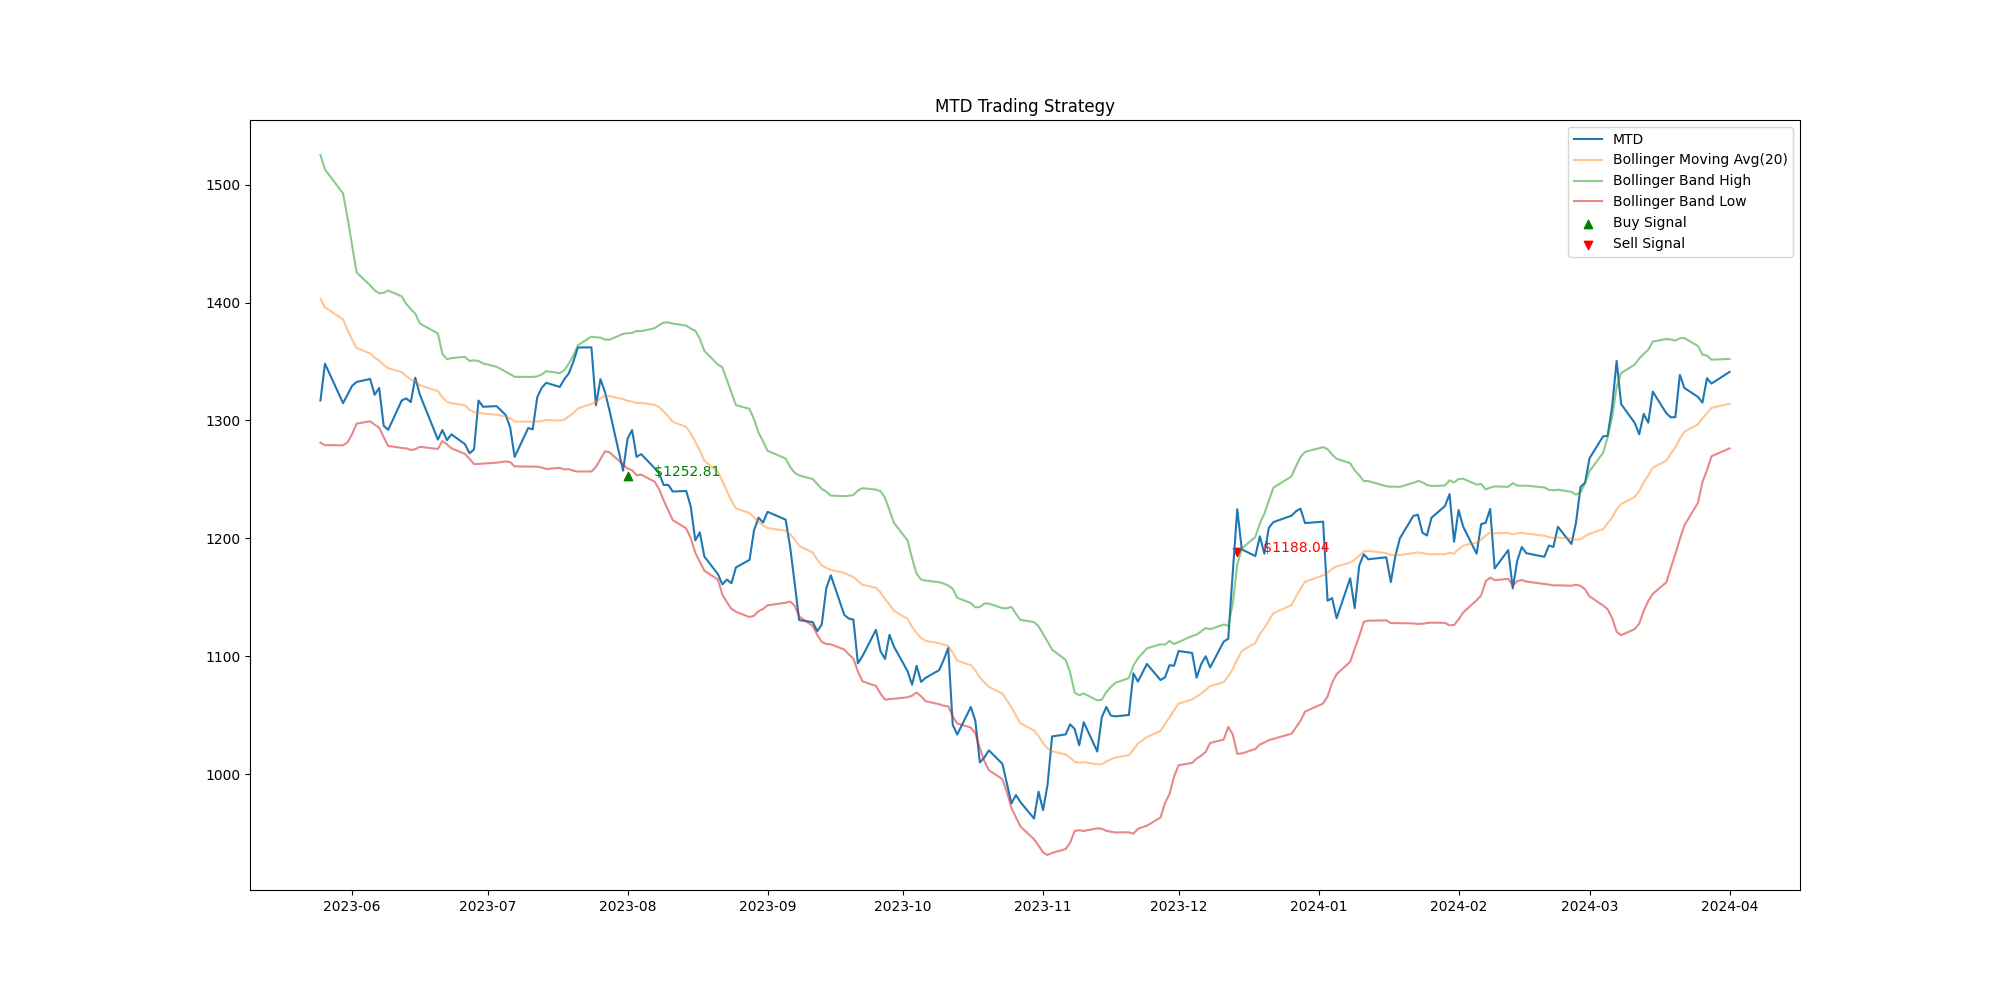 MTD Trading Strategy
MTD
Bollinger Moving Avg(20)
Bollinger Band High
Bollinger Band Low
Buy Signal
Sell Signal
1500
1400
1300
1200
1100
1000
$1252.81
$1188.04
2023-06 2023-07 2023-08 2023-09 2023-10 2023-11 2023-12 2024-01 2024-02 2024-03 2024-04